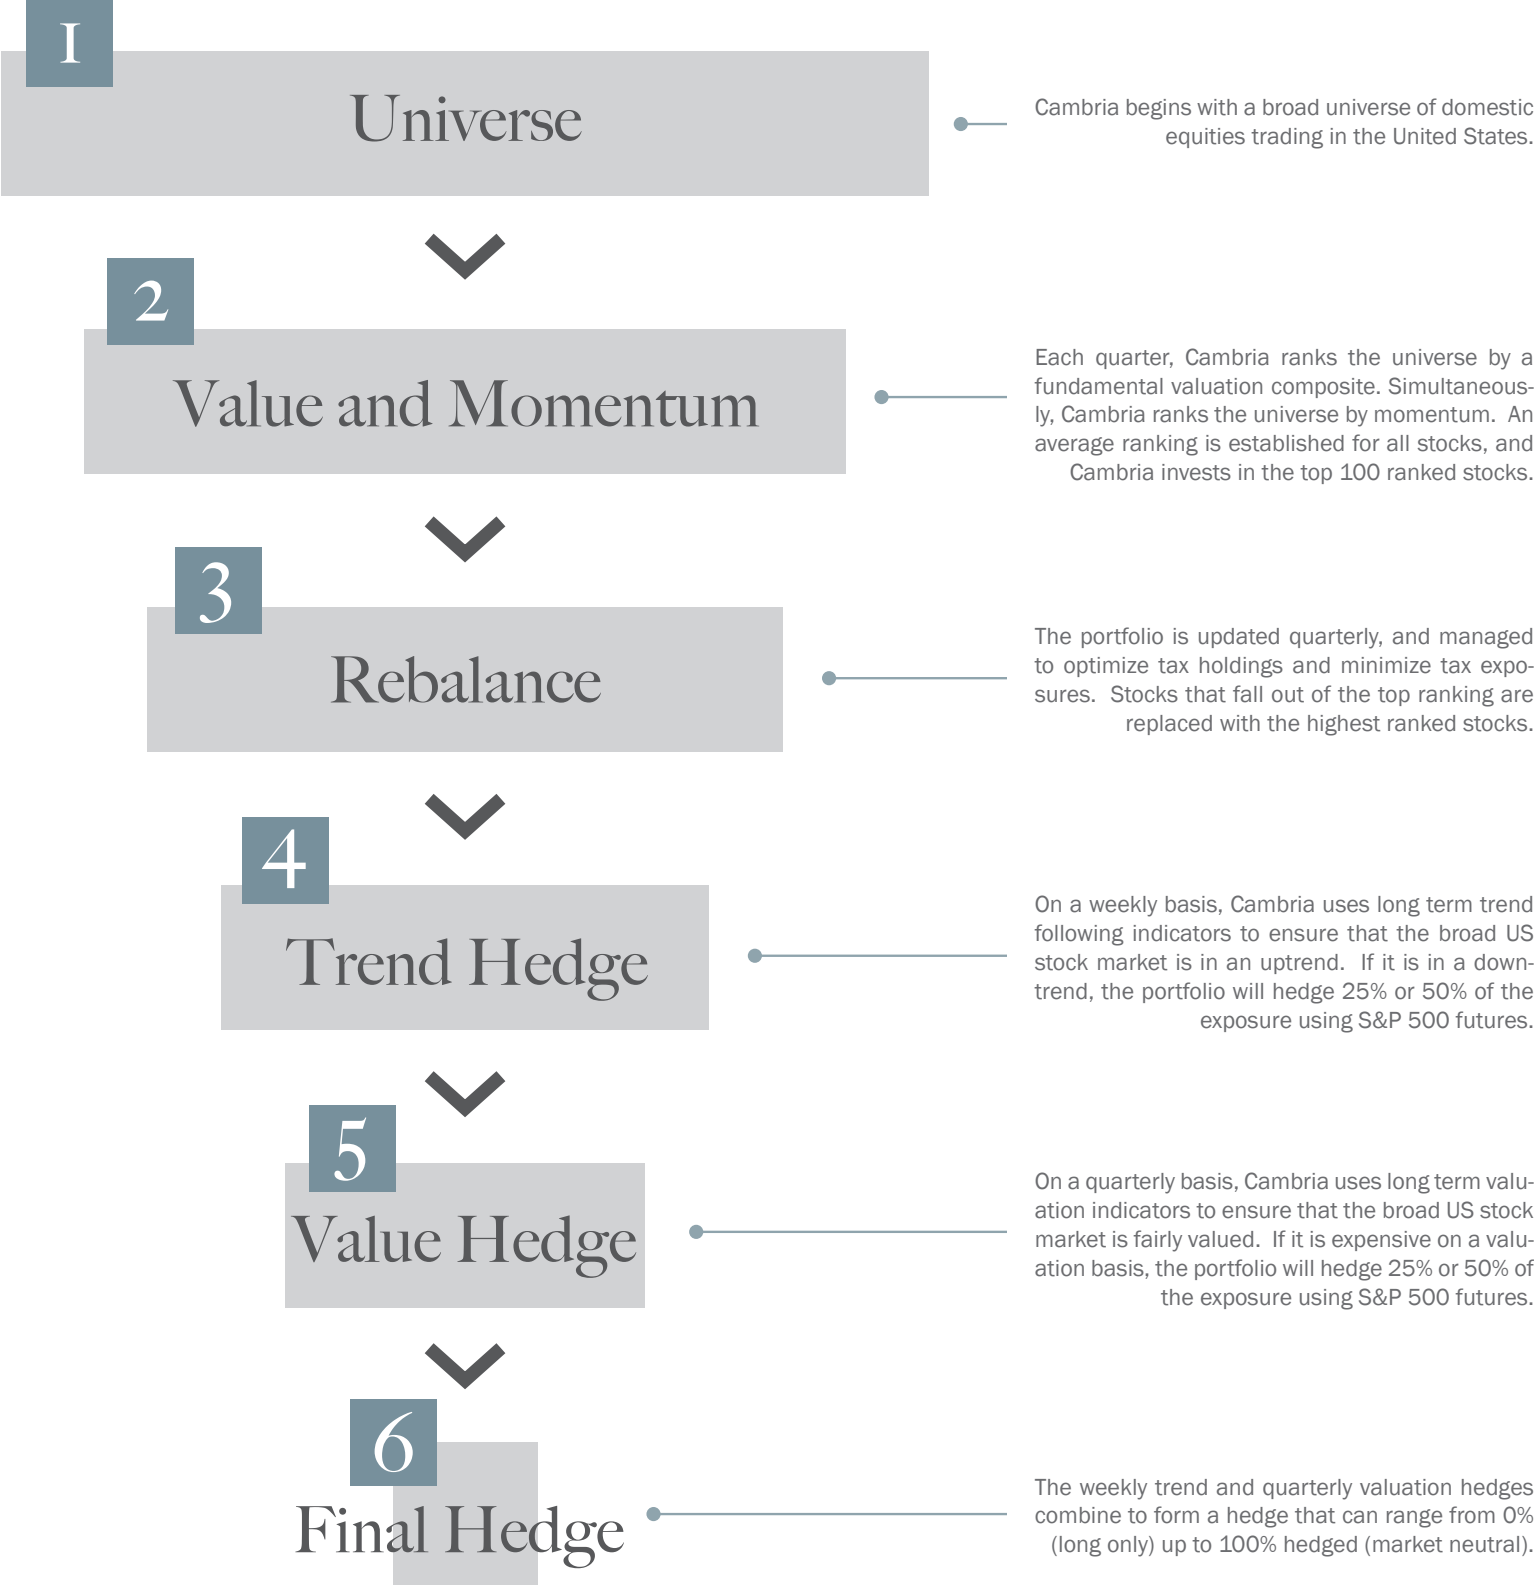 1
Universe
Cambria begins with a broad universe of domestic
equities trading in the United States.
2
Value and Momentum
Each quarter, Cambria ranks the universe by a
fundamental valuation composite. Simultaneous-
ly, Cambria ranks the universe by momentum. An
average ranking is established for all stocks, and
Cambria invests in the top 100 ranked stocks.
3
Rebalance
The portfolio is updated quarterly, and managed
to optimize tax holdings and minimize tax expo-
sures. Stocks that fall out of the top ranking are
replaced with the highest ranked stocks.
4
Trend Hedge
On a weekly basis, Cambria uses long term trend
following indicators to ensure that the broad US
stock market is in an uptrend. If it is in a down-
trend, the portfolio will hedge 25% or 50% of the
exposure using S&P 500 futures.
5
Value Hedge
On a quarterly basis, Cambria uses long term valu-
ation indicators to ensure that the broad US stock
market is fairly valued. If it is expensive on a valu-
ation basis, the portfolio will hedge 25% or 50% of
the exposure using S&P 500 futures.
6
Final Hedge
The weekly trend and quarterly valuation hedges
combine to form a hedge that can range from 0%
(long only) up to 100% hedged (market neutral).